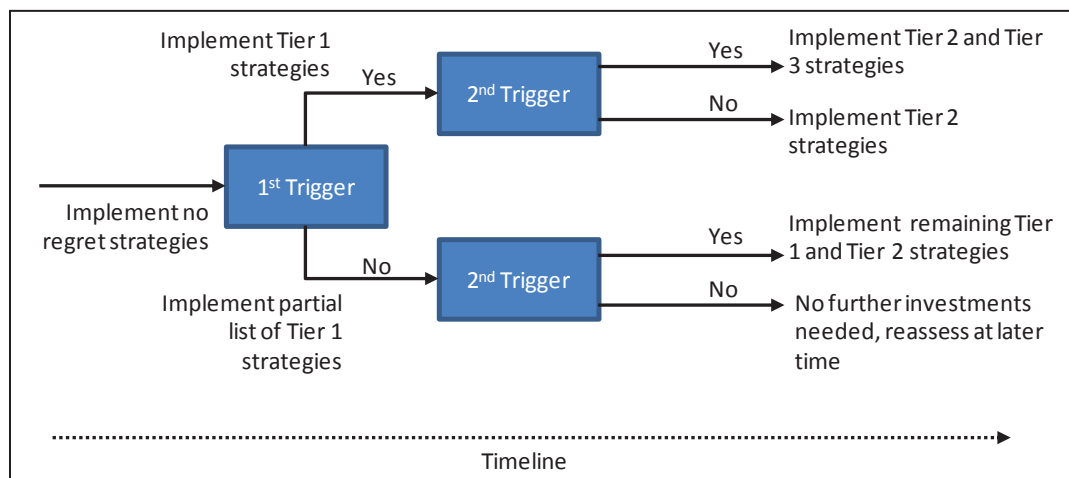 Implement Tier 1
strategies
Yes
2nd Trigger
Yes
Implement Tier 2 and Tier
3 strategies
No
Implement Tier 2
strategies
1st Trigger
Implement no
regret strategies
No
Implement partial
list of Tier 1
strategies
2nd Trigger
Yes
Implement remaining Tier
1 and Tier 2 strategies
No
No further investments
needed, reassess at later
time
Timeline